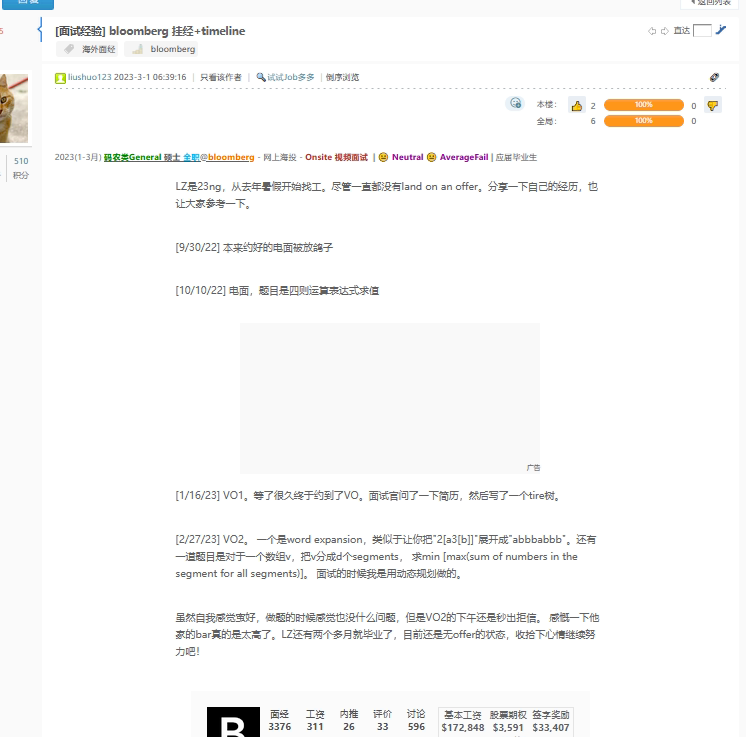 回复
返回列表
[面试经验] bloomberg 挂经+timeline
直达
海外面经 bloomberg
liushuo123 2023-3-1 06:39:16 | 只看该作者 | 试试Job多多 | 倒序浏览
本楼： 2 100% 0
全局： 6 100% 0
510
积分
2023(1-3月) 码农类General 硕士 全职@bloomberg - 网上海投 - Onsite 视频面试 | Neutral AverageFail | 应届毕业生
LZ是23ng，从去年暑假开始找工。尽管一直都没有land on an offer。分享一下自己的经历，也
让大家参考一下。
[9/30/22] 本来约好的电面被放鸽子
[10/10/22] 电面，题目是四则运算表达式求值
广告
[1/16/23] VO1。等了很久终于约到了VO。面试官问了一下简历，然后写了一个tire树。
[2/27/23] VO2。 一个是word expansion，类似于让你把"2[a3[b]]"展开成"abbbabbb"。还有
一道题目是对于一个数组v，把v分成d个segments， 求min [max(sum of numbers in the
segment for all segments)]。 面试的时候我是用动态规划做的。
虽然自我感觉蛮好，做题的时候感觉也没什么问题，但是VO2的下午还是秒出拒信。 感慨一下他
家的bar真的是太高了。LZ还有两个多月就毕业了，目前还是无offer的状态，收拾下心情继续努
力吧！
B
面经 工资 内推 评价 讨论 基本工资 股票期权 签字奖励
3376 311 26 33 596 $172,848 $3,591 $33,407